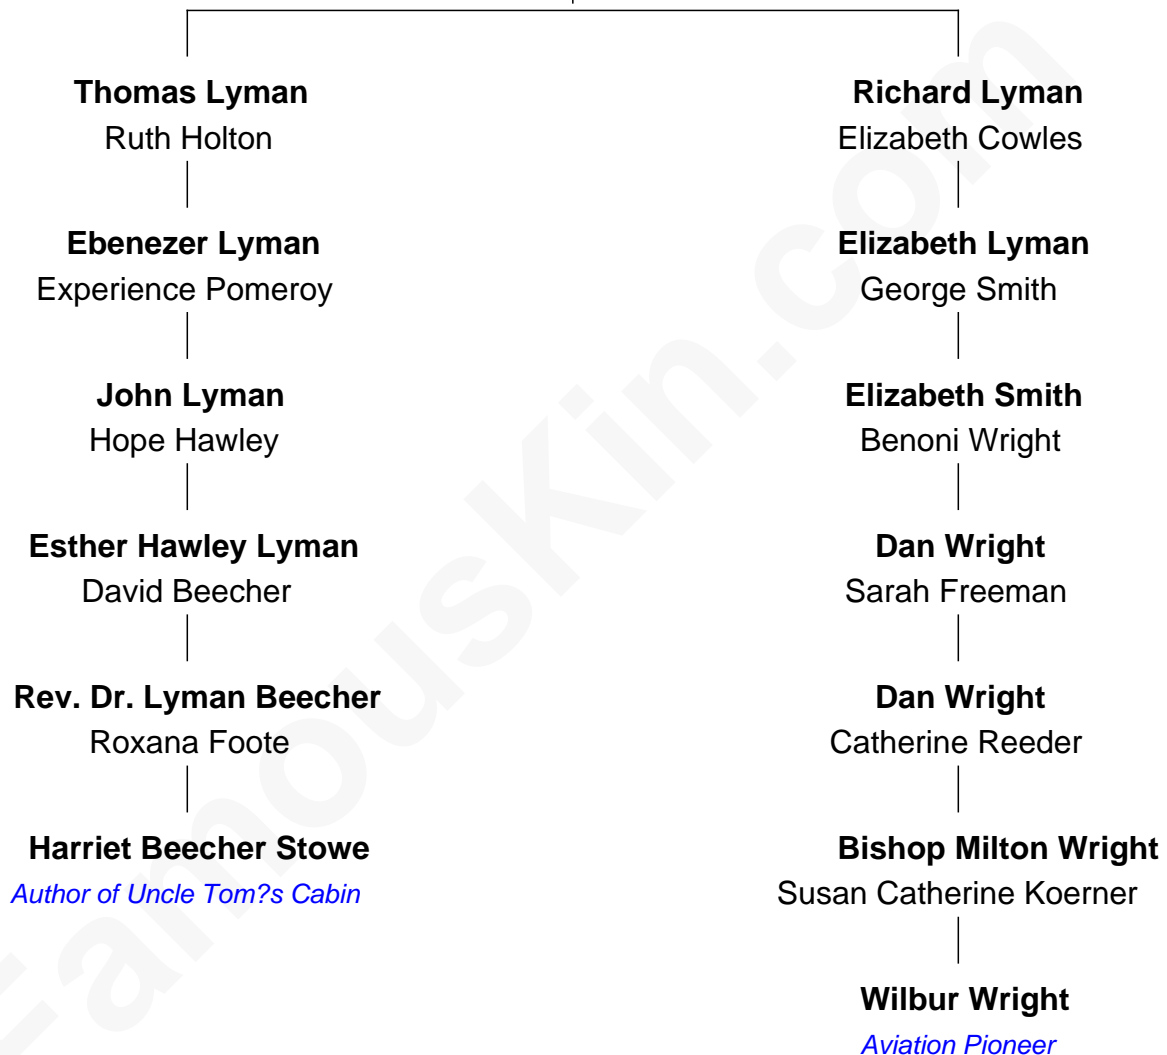 Thomas Lyman
Ruth Holton
Richard Lyman
Elizabeth Cowles
Ebenezer Lyman
Experience Pomeroy
Elizabeth Lyman
George Smith
John Lyman
Hope Hawley
Elizabeth Smith
Benoni Wright
Esther Hawley Lyman
David Beecher
Dan Wright
Sarah Freeman
Rev. Dr. Lyman Beecher
Roxana Foote
Dan Wright
Catherine Reeder
Harriet Beecher Stowe
Author of Uncle Tom?s Cabin
Bishop Milton Wright
Susan Catherine Koerner
Wilbur Wright
Aviation Pioneer
FamousKin.com